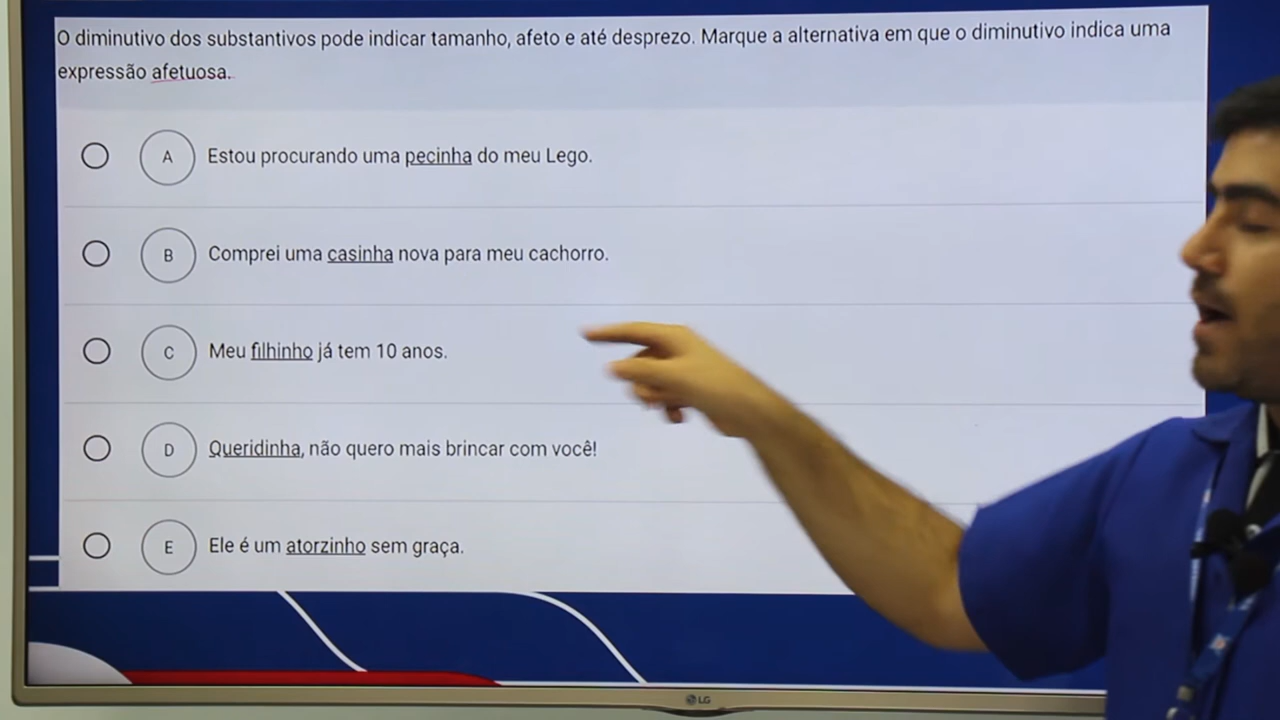 O diminutivo dos substantivos pode indicar tamanho, afeto e até desprezo. Marque a alternativa em que o diminutivo indica uma
expressão afetuosa.
A Estou procurando uma pecinha do meu Lego.
B Comprei uma casinha nova para meu cachorro.
C Meu filhinho já tem 10 anos.
D Queridinha, não quero mais brincar com você!
E Ele é um atorzinho sem graça.
LG